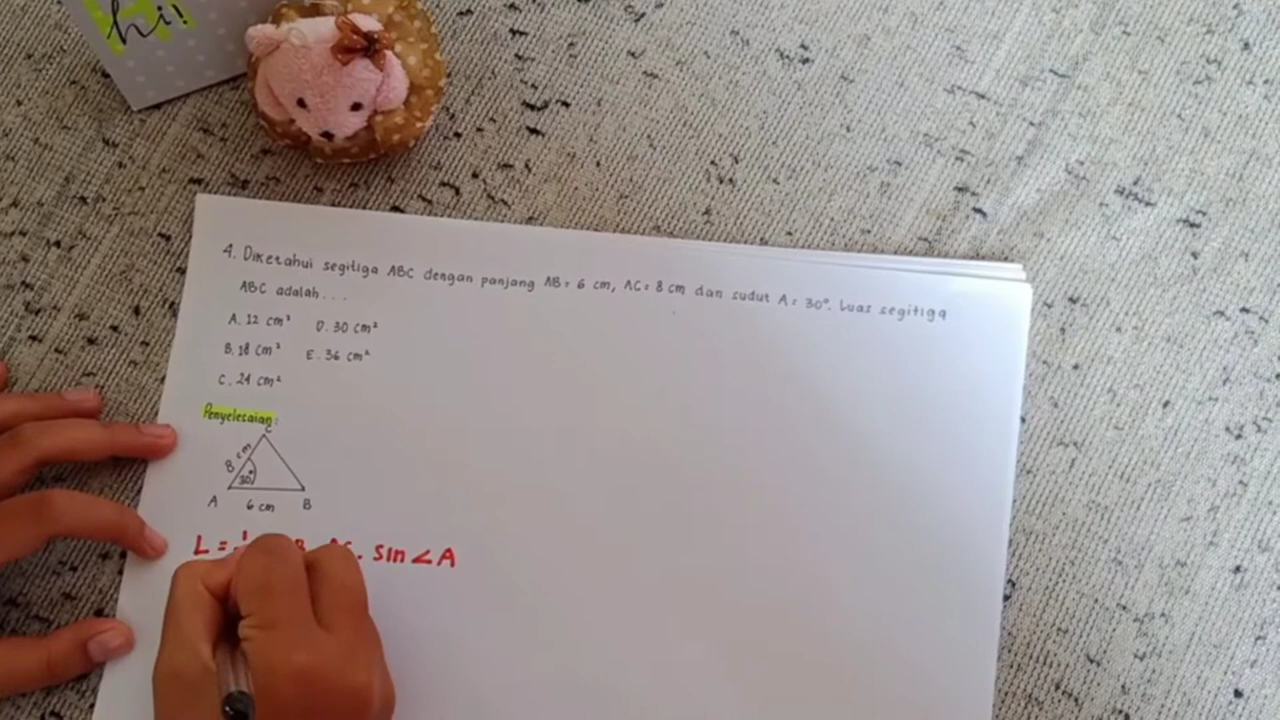 hi!
4. Diketahui segitiga ABC dengan panjang AB = 6 cm, AC = 8 cm dan sudut A = 30°. Luas segitiga
ABC adalah...
A. 12 cm² D. 30 cm²
B. 18 cm² E. 36 cm²
C. 24 cm²
Penyelesaian:
C
8 cm
30°
A B
6 cm
L = sin ∠A